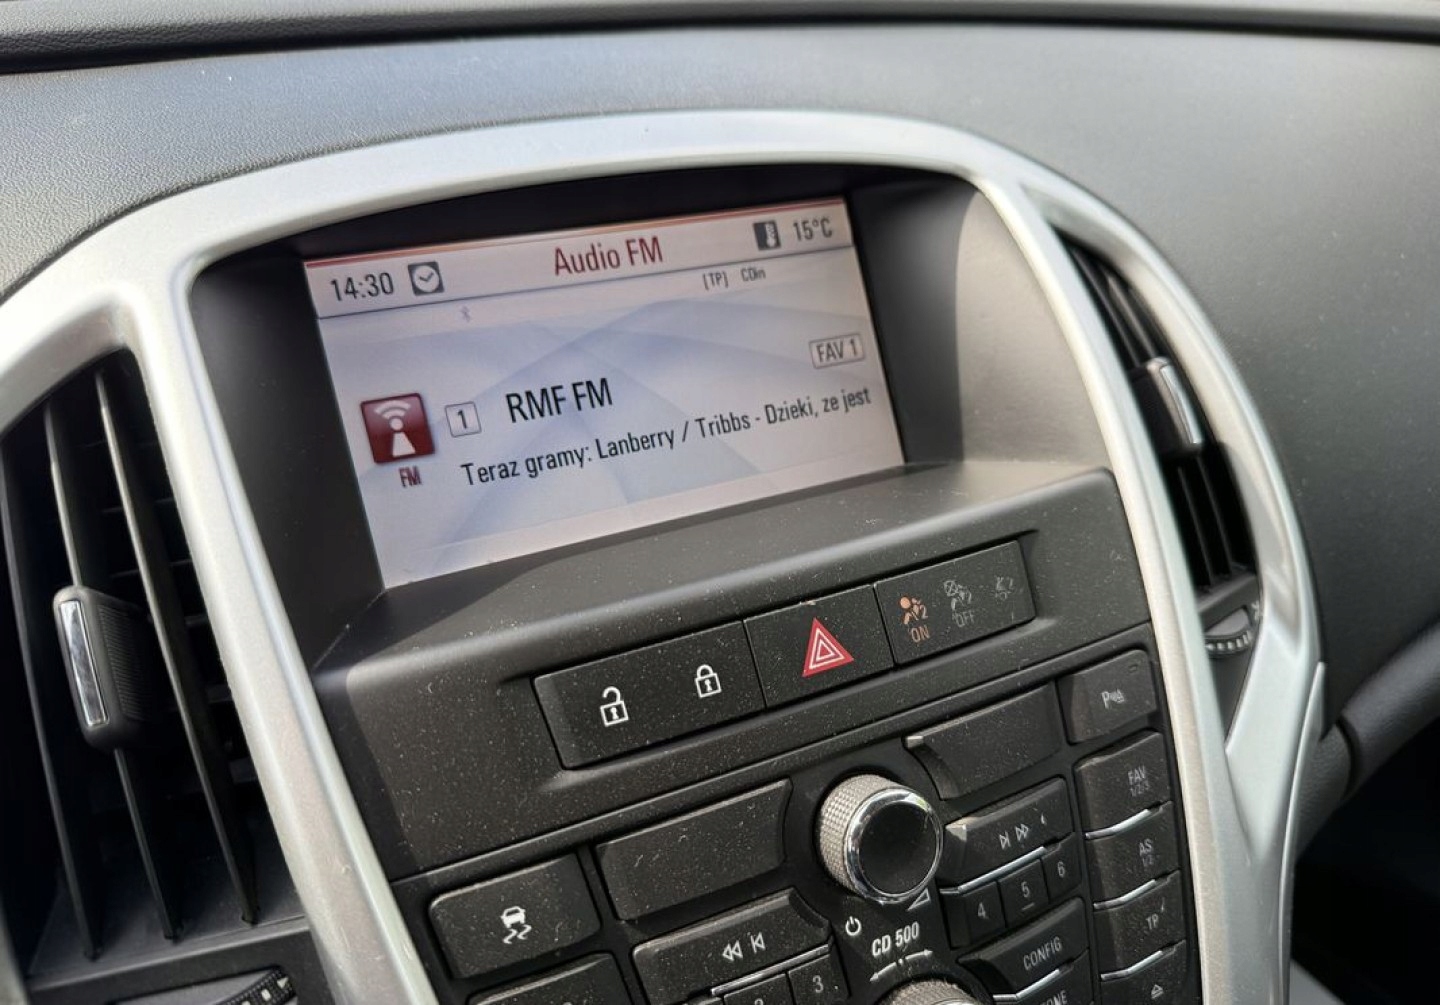 14:30 Audio FM 15°C
[TP] CDin
FAV 1
1 RMF FM
FM Teraz gramy: Lanberry / Tribbs - Dzieki, ze jest
ON OFF
P
FAV
1/2/3
AS
1/2
4 5 6
TP
CD 500
3
CONFIG